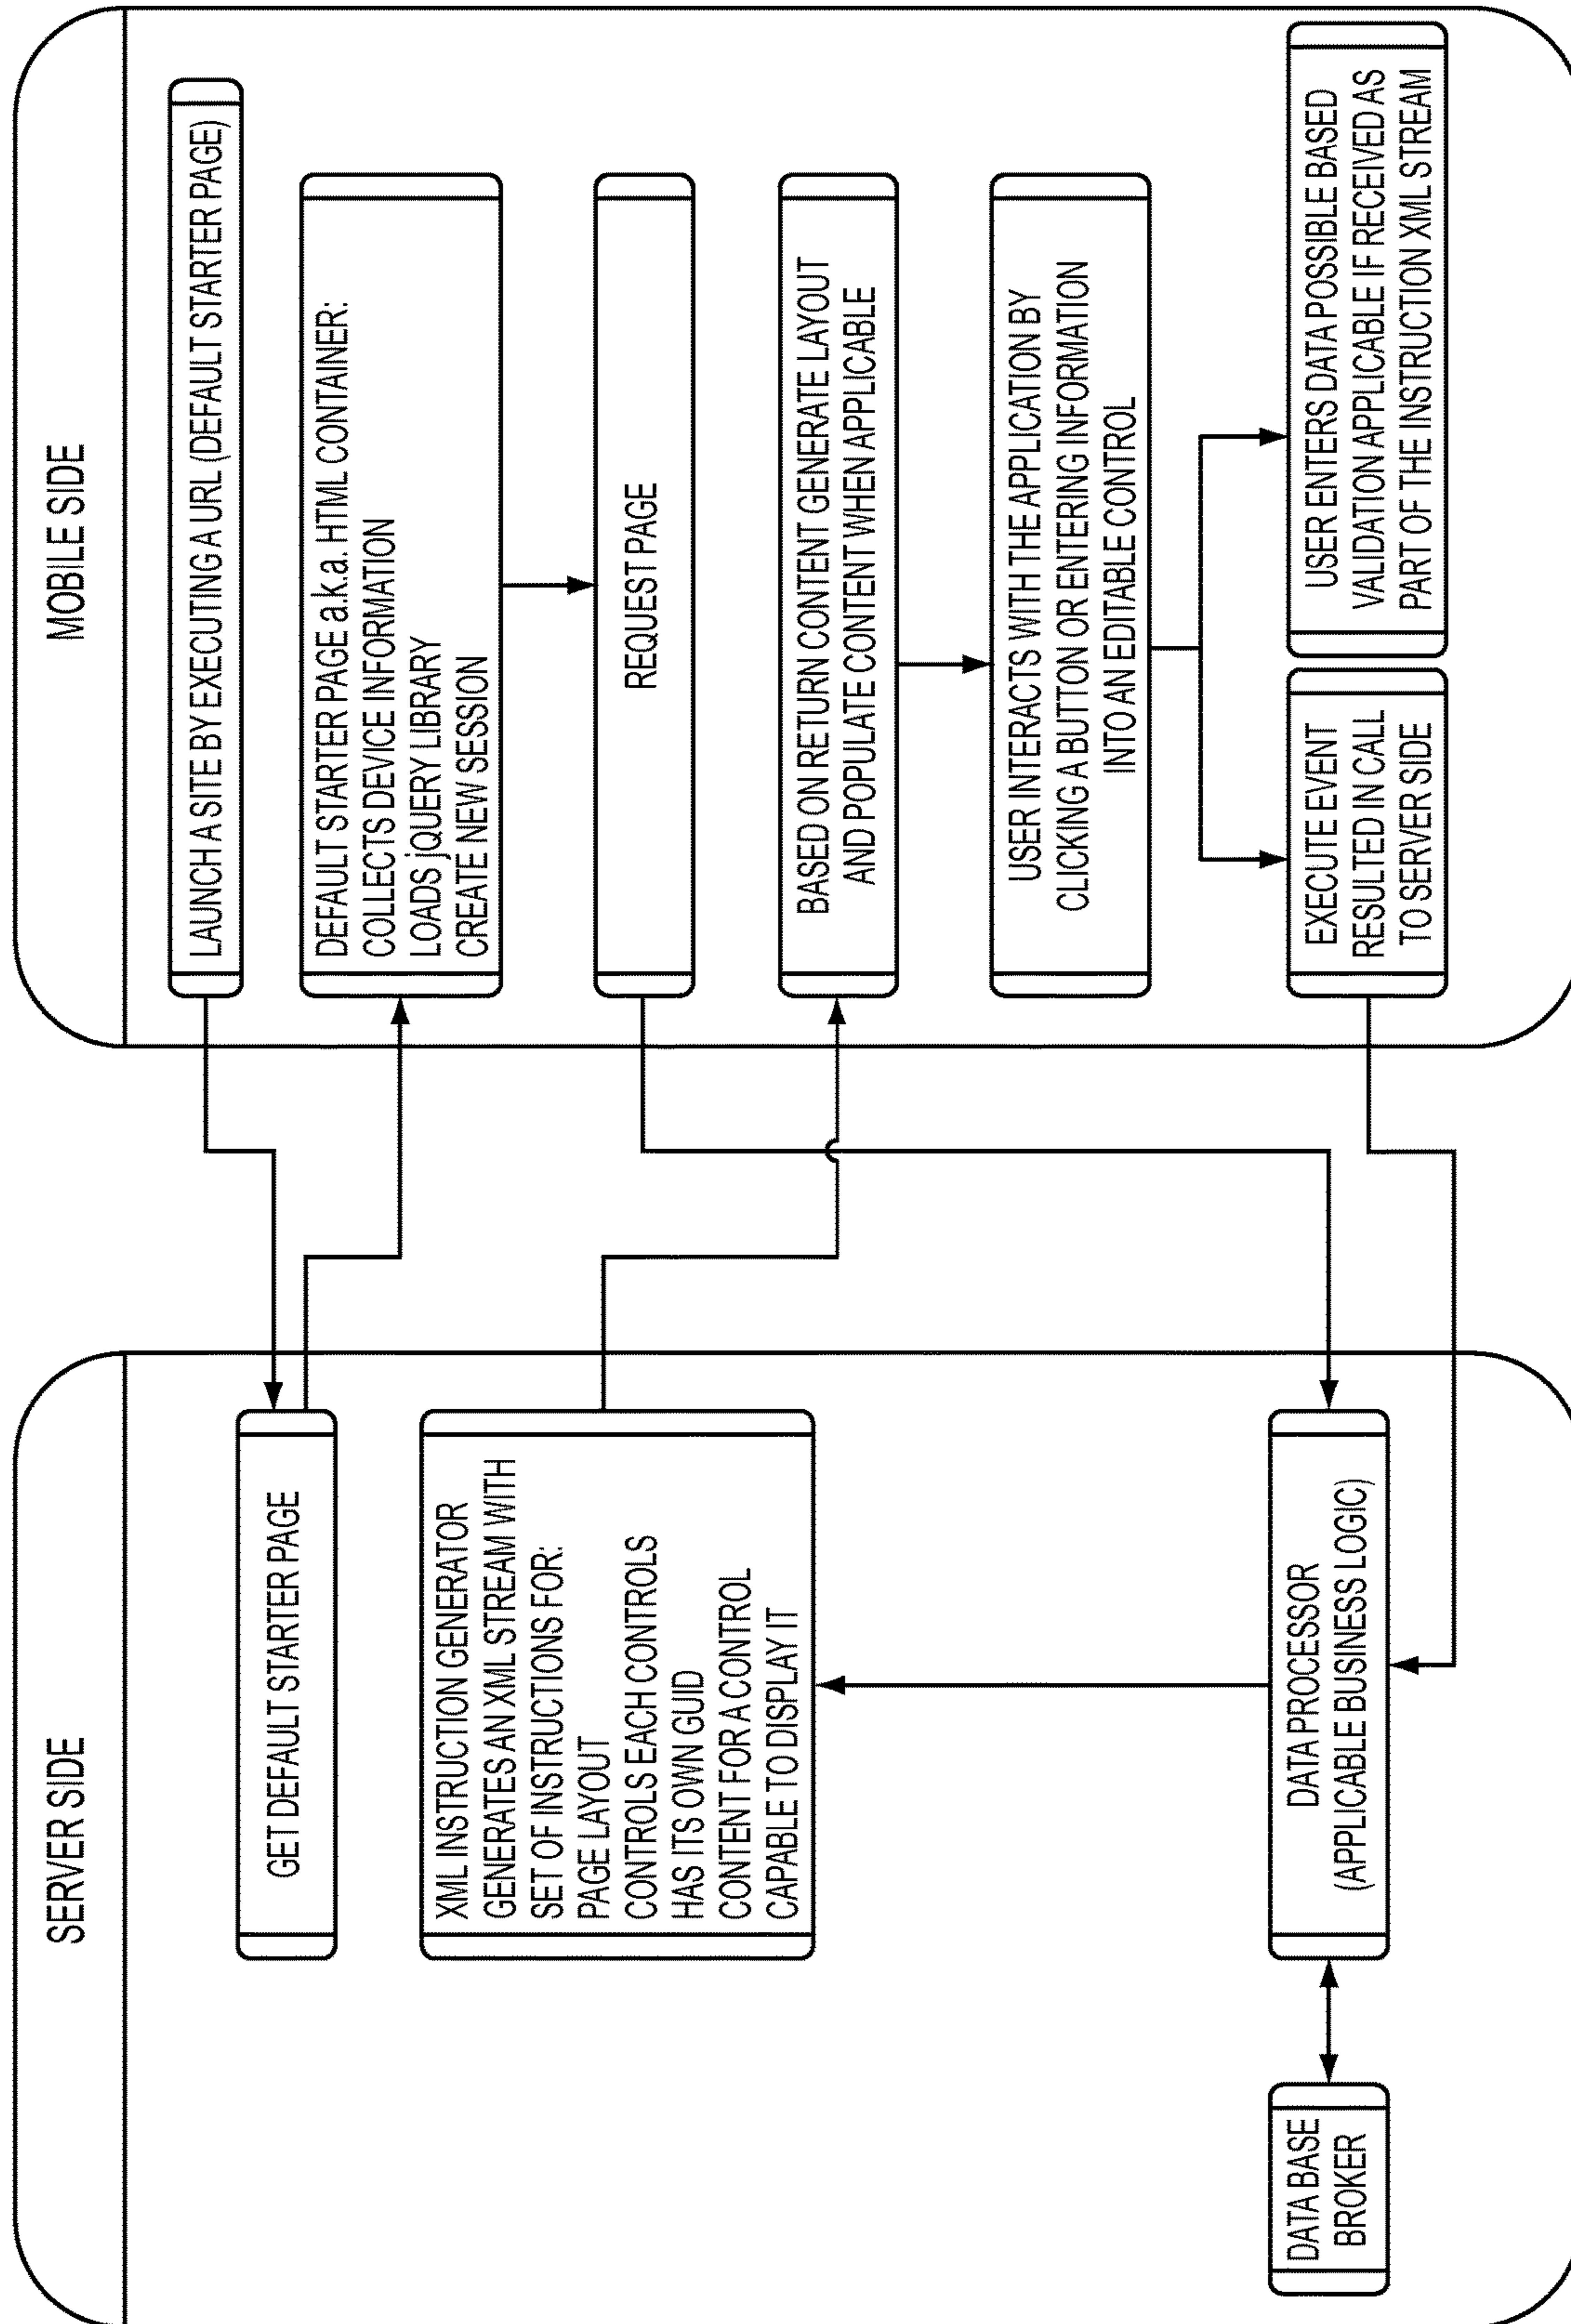 SERVER SIDE
GET DEFAULT STARTER PAGE
XML INSTRUCTION GENERATOR
GENERATES AN XML STREAM WITH
SET OF INSTRUCTIONS FOR:
PAGE LAYOUT
CONTROLS EACH CONTROLS
HAS ITS OWN GUID
CONTENT FOR A CONTROL
CAPABLE TO DISPLAY IT
DATA BASE
BROKER
DATA PROCESSOR
(APPLICABLE BUSINESS LOGIC)
MOBILE SIDE
LAUNCH A SITE BY EXECUTING A URL (DEFAULT STARTER PAGE)
DEFAULT STARTER PAGE a.k.a. HTML CONTAINER:
COLLECTS DEVICE INFORMATION
LOADS jQUERY LIBRARY
CREATE NEW SESSION
REQUEST PAGE
BASED ON RETURN CONTENT GENERATE LAYOUT
AND POPULATE CONTENT WHEN APPLICABLE
USER INTERACTS WITH THE APPLICATION BY
CLICKING A BUTTON OR ENTERING INFORMATION
INTO AN EDITABLE CONTROL
EXECUTE EVENT
RESULTED IN CALL
TO SERVER SIDE
USER ENTERS DATA POSSIBLE BASED
VALIDATION APPLICABLE IF RECEIVED AS
PART OF THE INSTRUCTION XML STREAM